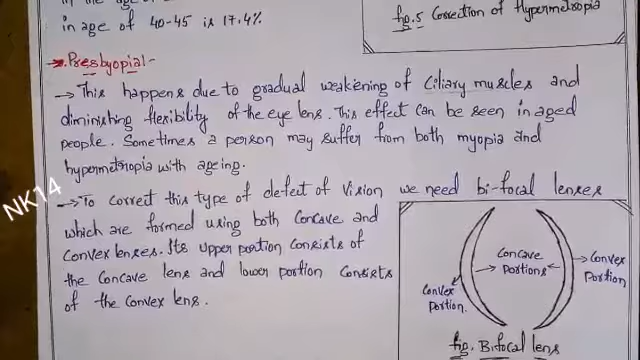 in age of 40-45 is 17.4%
fig.5 Correction of Hypermetropia
→ Presbyopial-
→ This happens due to gradual weakening of Ciliary muscles and
diminishing flexibility of the eye lens. This effect can be seen in aged
people. Sometimes a person may suffer from both myopia and
hypermetropia with ageing.
NK14
→ To correct this type of defect of vision we need bi-focal lenses
which are formed using both Concave and
Convex lenses. Its upper portion consists of
the Concave lens and lower portion consists
of the convex lens.
Concave
Portions
Convex
Portion
Convex
Portion.
fig. Bifocal lens